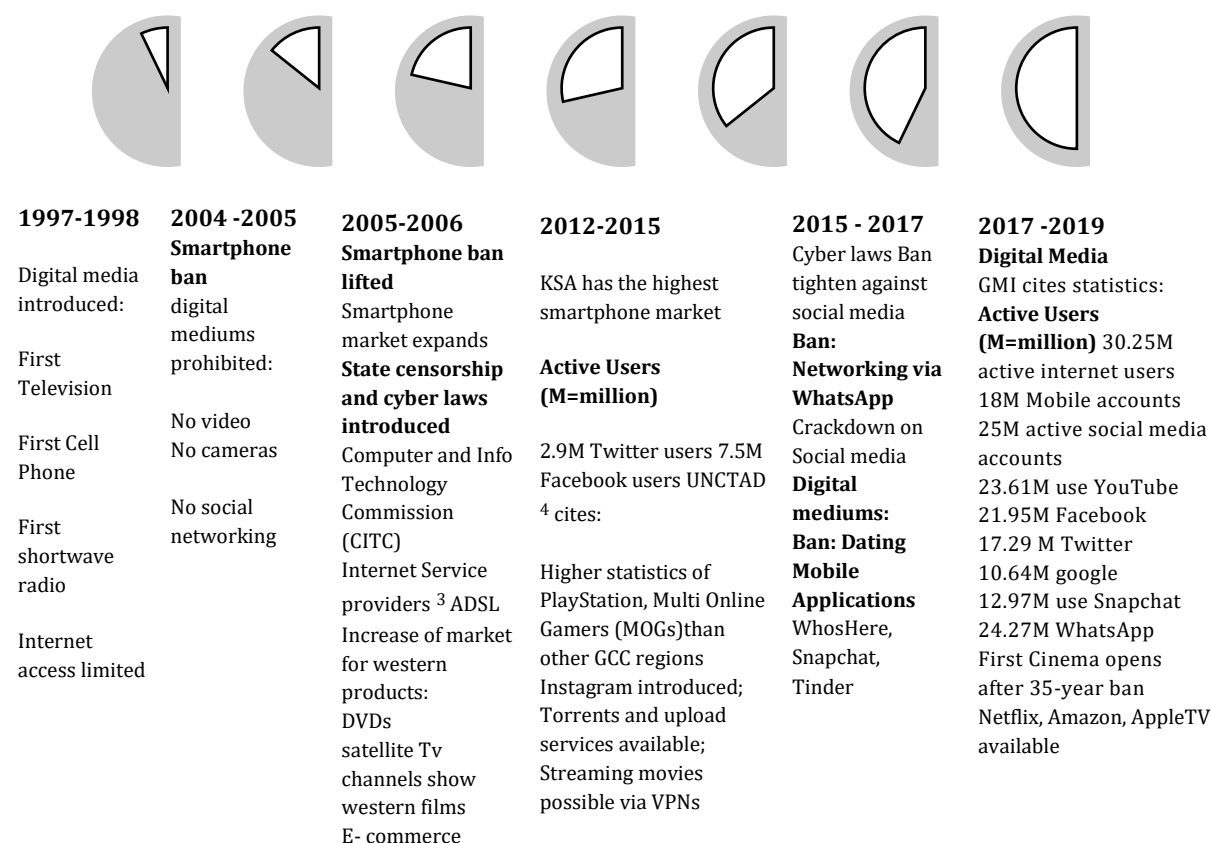 1997-1998
Digital media
introduced:
First
Television
First Cell
Phone
First
shortwave
radio
Internet
access limited
2004 -2005
Smartphone
ban
digital
mediums
prohibited:
No video
No cameras
No social
networking
2005-2006
Smartphone ban
lifted
Smartphone
market expands
State censorship
and cyber laws
introduced
Computer and Info
Technology
Commission
(CITC)
Internet Service
providers 3 ADSL
Increase of market
for western
products:
DVDs
satellite Tv
channels show
western films
E- commerce
2012-2015
KSA has the highest
smartphone market
Active Users
(M=million)
2.9M Twitter users 7.5M
Facebook users UNCTAD
4 cites:
Higher statistics of
PlayStation, Multi Online
Gamers (MOGs)than
other GCC regions
Instagram introduced;
Torrents and upload
services available;
Streaming movies
possible via VPNs
2015 - 2017
Cyber laws Ban
tighten against
social media
Ban:
Networking via
WhatsApp
Crackdown on
Social media
Digital
mediums:
Ban: Dating
Mobile
Applications
WhosHere,
Snapchat,
Tinder
2017 -2019
Digital Media
GMI cites statistics:
Active Users
(M=million) 30.25M
active internet users
18M Mobile accounts
25M active social media
accounts
23.61M use YouTube
21.95M Facebook
17.29 M Twitter
10.64M google
12.97M use Snapchat
24.27M WhatsApp
First Cinema opens
after 35-year ban
Netflix, Amazon, AppleTV
available